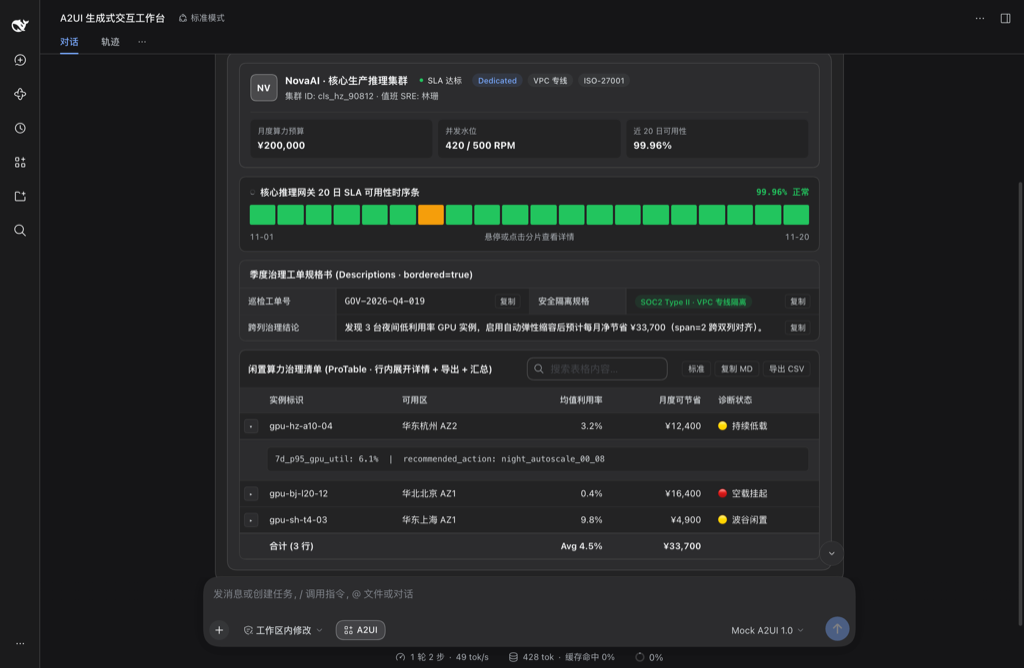 A2UI 生成式交互工作台 标准模式
对话 轨迹
NV
NovaAI · 核心生产推理集群 SLA 达标 Dedicated VPC 专线 ISO-27001
集群 ID: cls_hz_90812 · 值班 SRE: 林珊
月度算力预算 并发水位 近 20 日可用性
¥200,000 420 / 500 RPM 99.96%
核心推理网关 20 日 SLA 可用性时序条 99.96% 正常
11-01 悬停或点击分片查看详情 11-20
季度治理工单规格书 (Descriptions · bordered=true)
巡检工单号 GOV-2026-Q4-019 复制 安全隔离规格 SOC2 Type II · VPC 专线隔离 复制
跨列治理结论 发现 3 台夜间低利用率 GPU 实例，启用自动弹性缩容后预计每月净节省 ¥33,700（span=2 跨双列对齐）。 复制
闲置算力治理清单 (ProTable · 行内展开详情 + 导出 + 汇总) 搜索表格内容... 标准 复制 MD 导出 CSV
实例标识 可用区 均值利用率 月度可节省 诊断状态
gpu-hz-a10-04 华东杭州 AZ2 3.2% ¥12,400 持续低载
7d_p95_gpu_util: 6.1% | recommended_action: night_autoscale_00_08
gpu-bj-l20-12 华北北京 AZ1 0.4% ¥16,400 空载挂起
gpu-sh-t4-03 华东上海 AZ1 9.8% ¥4,900 波谷闲置
合计 (3 行) Avg 4.5% ¥33,700
发消息或创建任务, / 调用指令, @ 文件或对话
工作区内修改 A2UI Mock A2UI 1.0
1 轮 2 步 · 49 tok/s 428 tok · 缓存命中 0% 0%